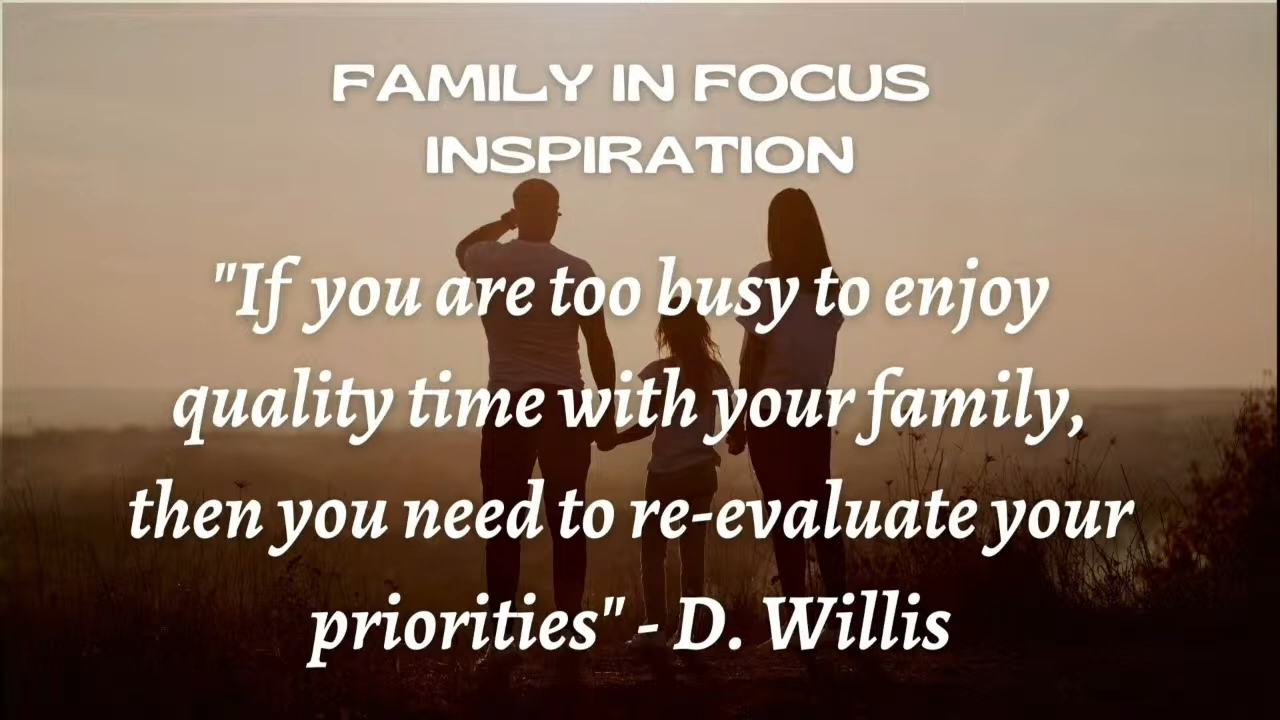 FAMILY IN FOCUS
INSPIRATION
"If you are too busy to enjoy
quality time with your family,
then you need to re-evaluate your
priorities" - D. Willis